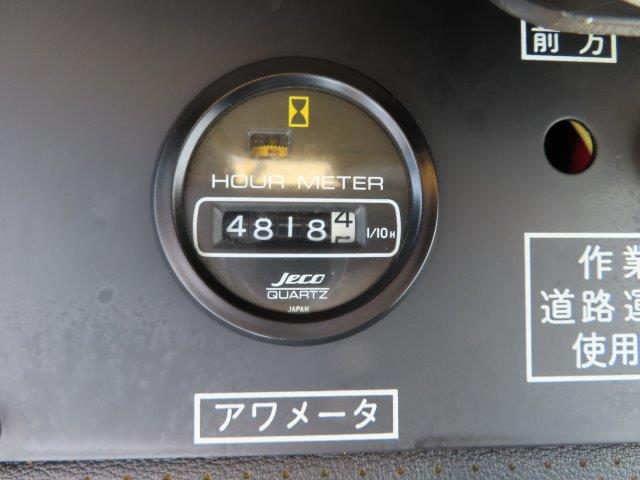 前方
HOUR METER
48184 1/10H
Jeco
QUARTZ
JAPAN
アワメータ
作業
道路運
使用